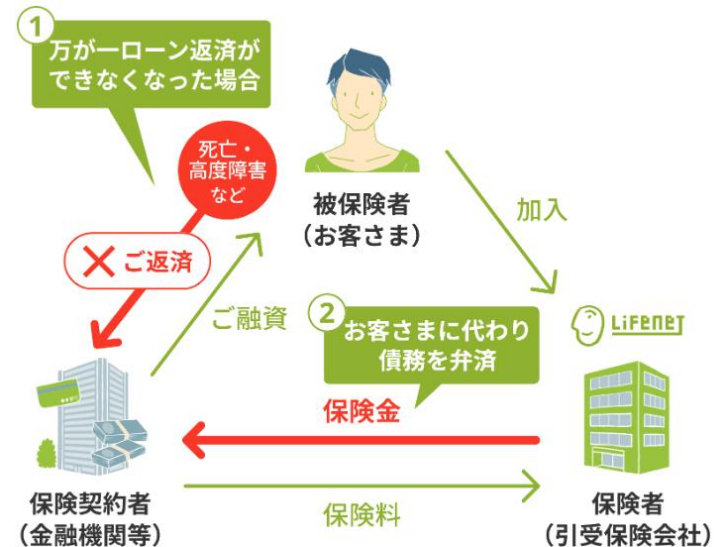 1
万が一ローン返済が
できなくなった場合
死亡・
高度障害
など
被保険者
（お客さま）
加入
ご返済
ご融資
2
お客さまに代わり
債務を弁済
LIFENET
保険金
保険契約者
（金融機関等）
保険料
保険者
（引受保険会社）